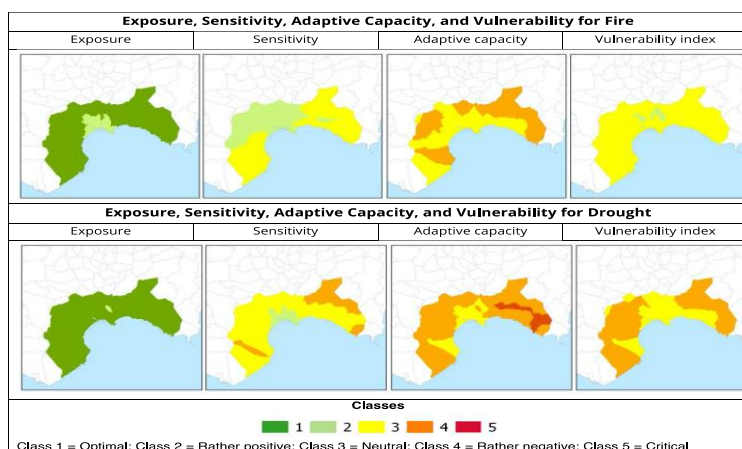 Exposure, Sensitivity, Adaptive Capacity, and Vulnerability for Fire
Exposure Sensitivity Adaptive capacity Vulnerability index
Exposure, Sensitivity, Adaptive Capacity, and Vulnerability for Drought
Exposure Sensitivity Adaptive capacity Vulnerability index
Classes
1 2 3 4 5
Class 1 = Optimal; Class 2 = Rather positive; Class 3 = Neutral; Class 4 = Rather negative; Class 5 = Critical